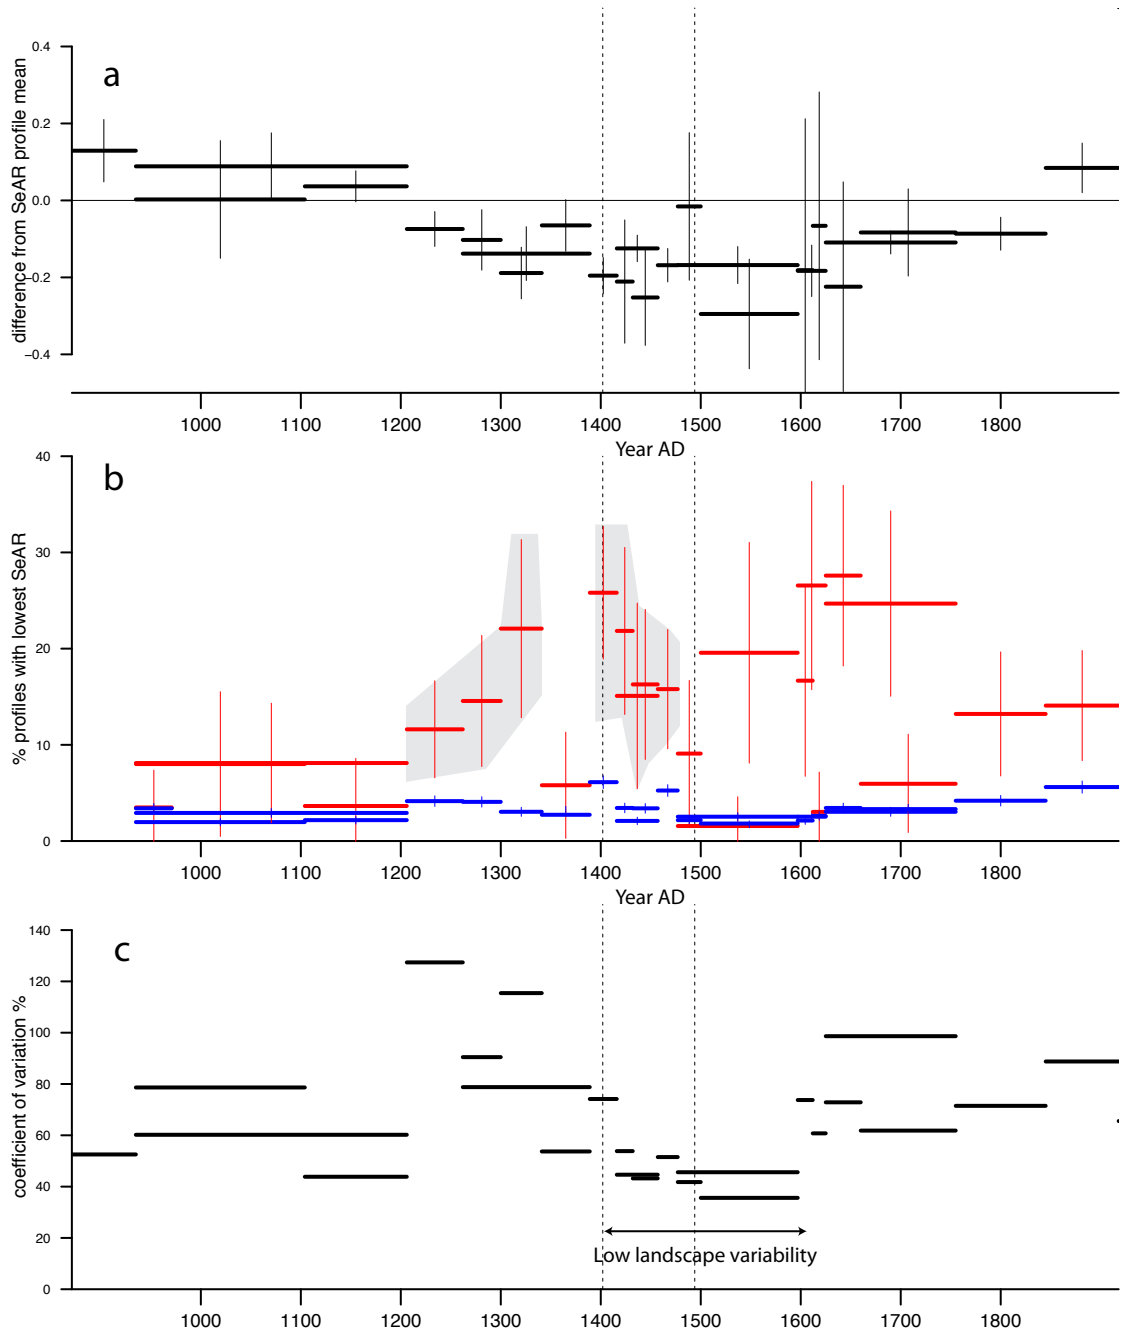 a
difference from SeAR profile mean
0.4
0.2
0.0
−0.2
−0.4
1000 1100 1200 1300 1400 1500 1600 1700 1800
Year AD
b
% profiles with lowest SeAR
40
30
20
10
0
1000 1100 1200 1300 1400 1500 1600 1700 1800
Year AD
c
coefficient of variation %
140
120
100
80
60
40
20
0
Low landscape variability
1000 1100 1200 1300 1400 1500 1600 1700 1800